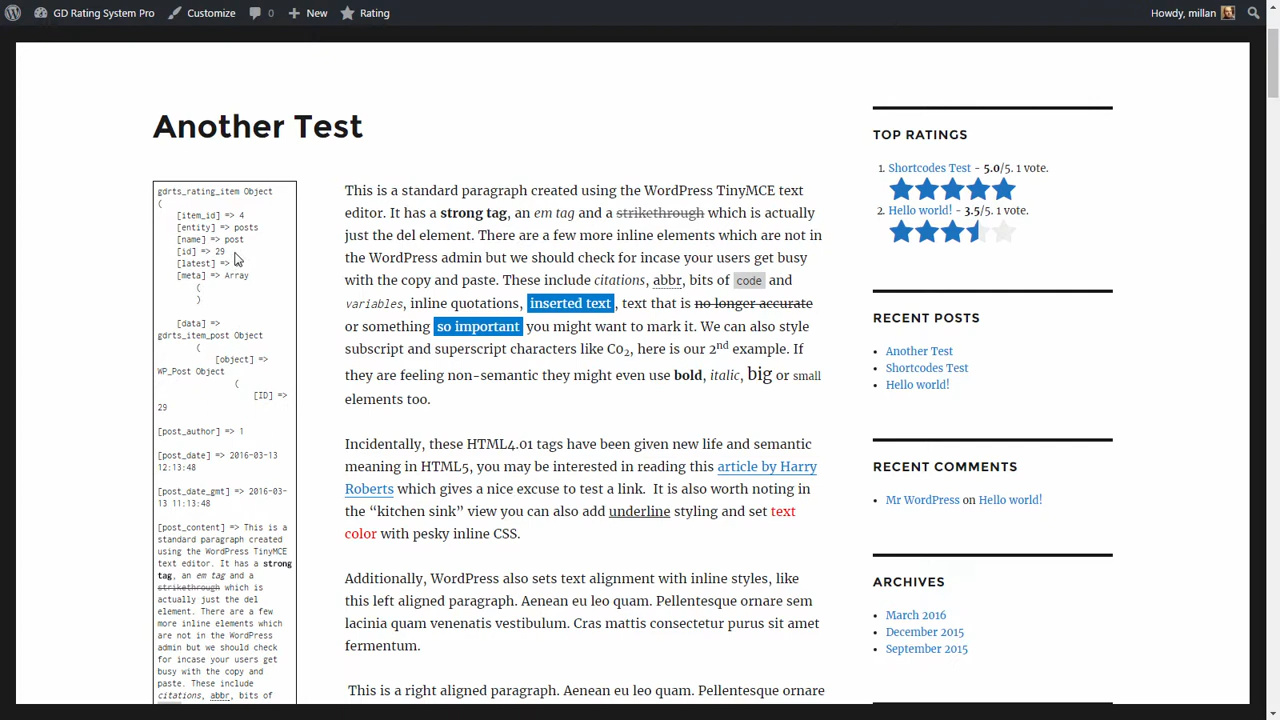 GD Rating System Pro Customize 0 New Rating Howdy, millan
Another Test
gdrts_rating_item Object
(
[item_id] => 4
[entity] => posts
[name] => post
[id] => 29
[latest] =>
[meta] => Array
(
)
[data] =>
gdrts_item_post Object
(
[object] =>
WP_Post Object
(
[ID] =>
29
[post_author] => 1
[post_date] => 2016-03-13
12:13:48
[post_date_gmt] => 2016-03-
13 11:13:48
[post_content] => This is a
standard paragraph created
using the WordPress TinyMCE
text editor. It has a strong
tag, an em tag and a
strikethrough which is
actually just the del
element. There are a few
more inline elements which
are not in the WordPress
admin but we should check
for incase your users get
busy with the copy and
paste. These include
citations, abbr, bits of
This is a standard paragraph created using the WordPress TinyMCE text
editor. It has a strong tag, an em tag and a strikethrough which is actually
just the del element. There are a few more inline elements which are not in
the WordPress admin but we should check for incase your users get busy
with the copy and paste. These include citations, abbr, bits of code and
variables, inline quotations, inserted text, text that is no longer accurate
or something so important you might want to mark it. We can also style
subscript and superscript characters like Co2, here is our 2nd example. If
they are feeling non-semantic they might even use bold, italic, big or small
elements too.
Incidentally, these HTML4.01 tags have been given new life and semantic
meaning in HTML5, you may be interested in reading this article by Harry
Roberts which gives a nice excuse to test a link. It is also worth noting in
the “kitchen sink” view you can also add underline styling and set text
color with pesky inline CSS.
Additionally, WordPress also sets text alignment with inline styles, like
this left aligned paragraph. Aenean eu leo quam. Pellentesque ornare sem
lacinia quam venenatis vestibulum. Cras mattis consectetur purus sit amet
fermentum.
This is a right aligned paragraph. Aenean eu leo quam. Pellentesque ornare
TOP RATINGS
1. Shortcodes Test - 5.0/5. 1 vote.
2. Hello world! - 3.5/5. 1 vote.
RECENT POSTS
• Another Test
• Shortcodes Test
• Hello world!
RECENT COMMENTS
• Mr WordPress on Hello world!
ARCHIVES
• March 2016
• December 2015
• September 2015